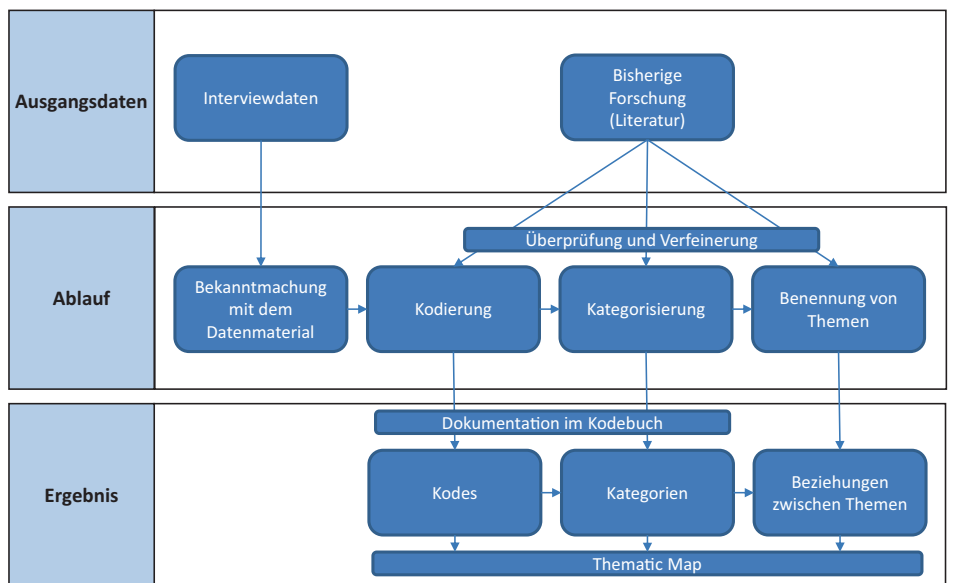 Ausgangsdaten
Interviewdaten
Bisherige
Forschung
(Literatur)
Ablauf
Überprüfung und Verfeinerung
Bekanntmachung
mit dem
Datenmaterial
Kodierung
Kategorisierung
Benennung von
Themen
Ergebnis
Dokumentation im Kodebuch
Kodes
Kategorien
Beziehungen
zwischen Themen
Thematic Map